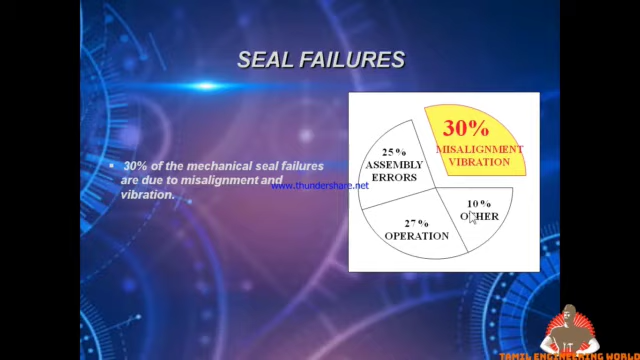 SEAL FAILURES
30% of the mechanical seal failures
are due to misalignment and
vibration.
www.thundershare.net
30%
MISALIGNMENT
VIBRATION
25%
ASSEMBLY
ERRORS
10%
OTHER
27%
OPERATION
TAMIL ENGINEERING WORLD